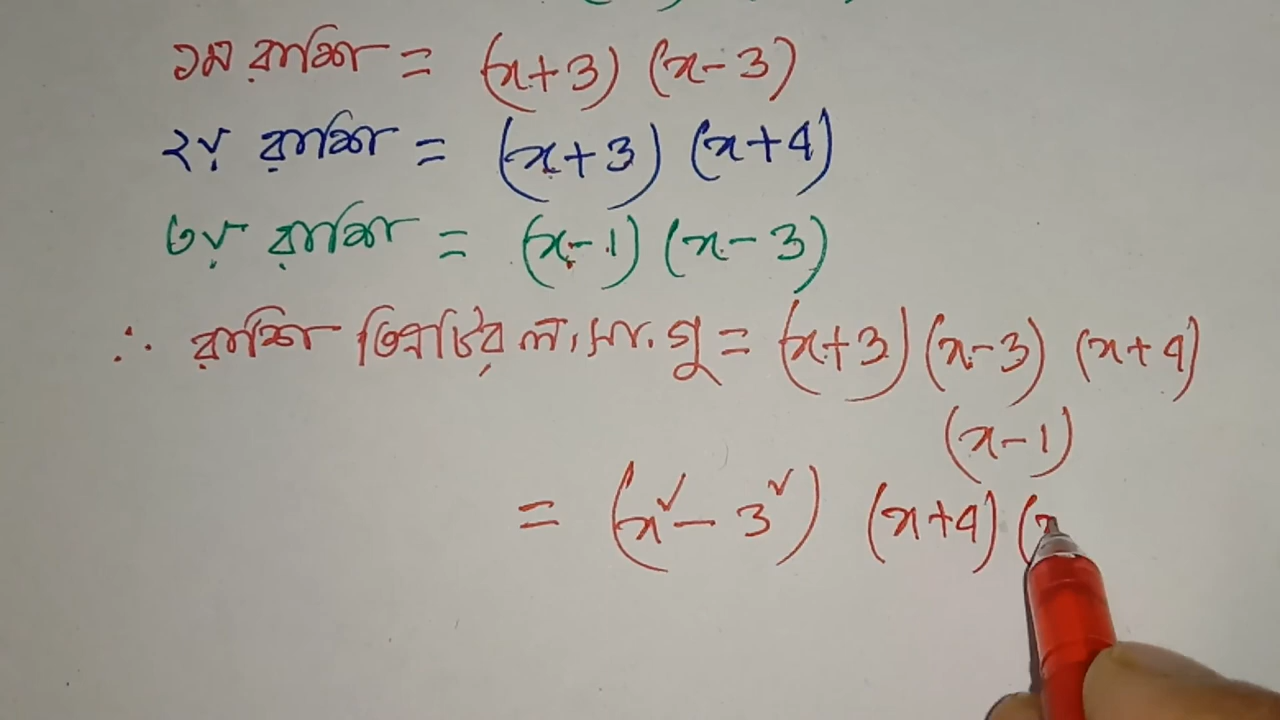 ১ম রাশি = (x+3) (x-3)
২য় রাশি = (x+3) (x+4)
৩য় রাশি = (x-1) (x-3)
∴ রাশি তিনটির ল.সা.গু = (x+3) (x-3) (x+4)
(x-1)
= (x² - 3²) (x+4) (x